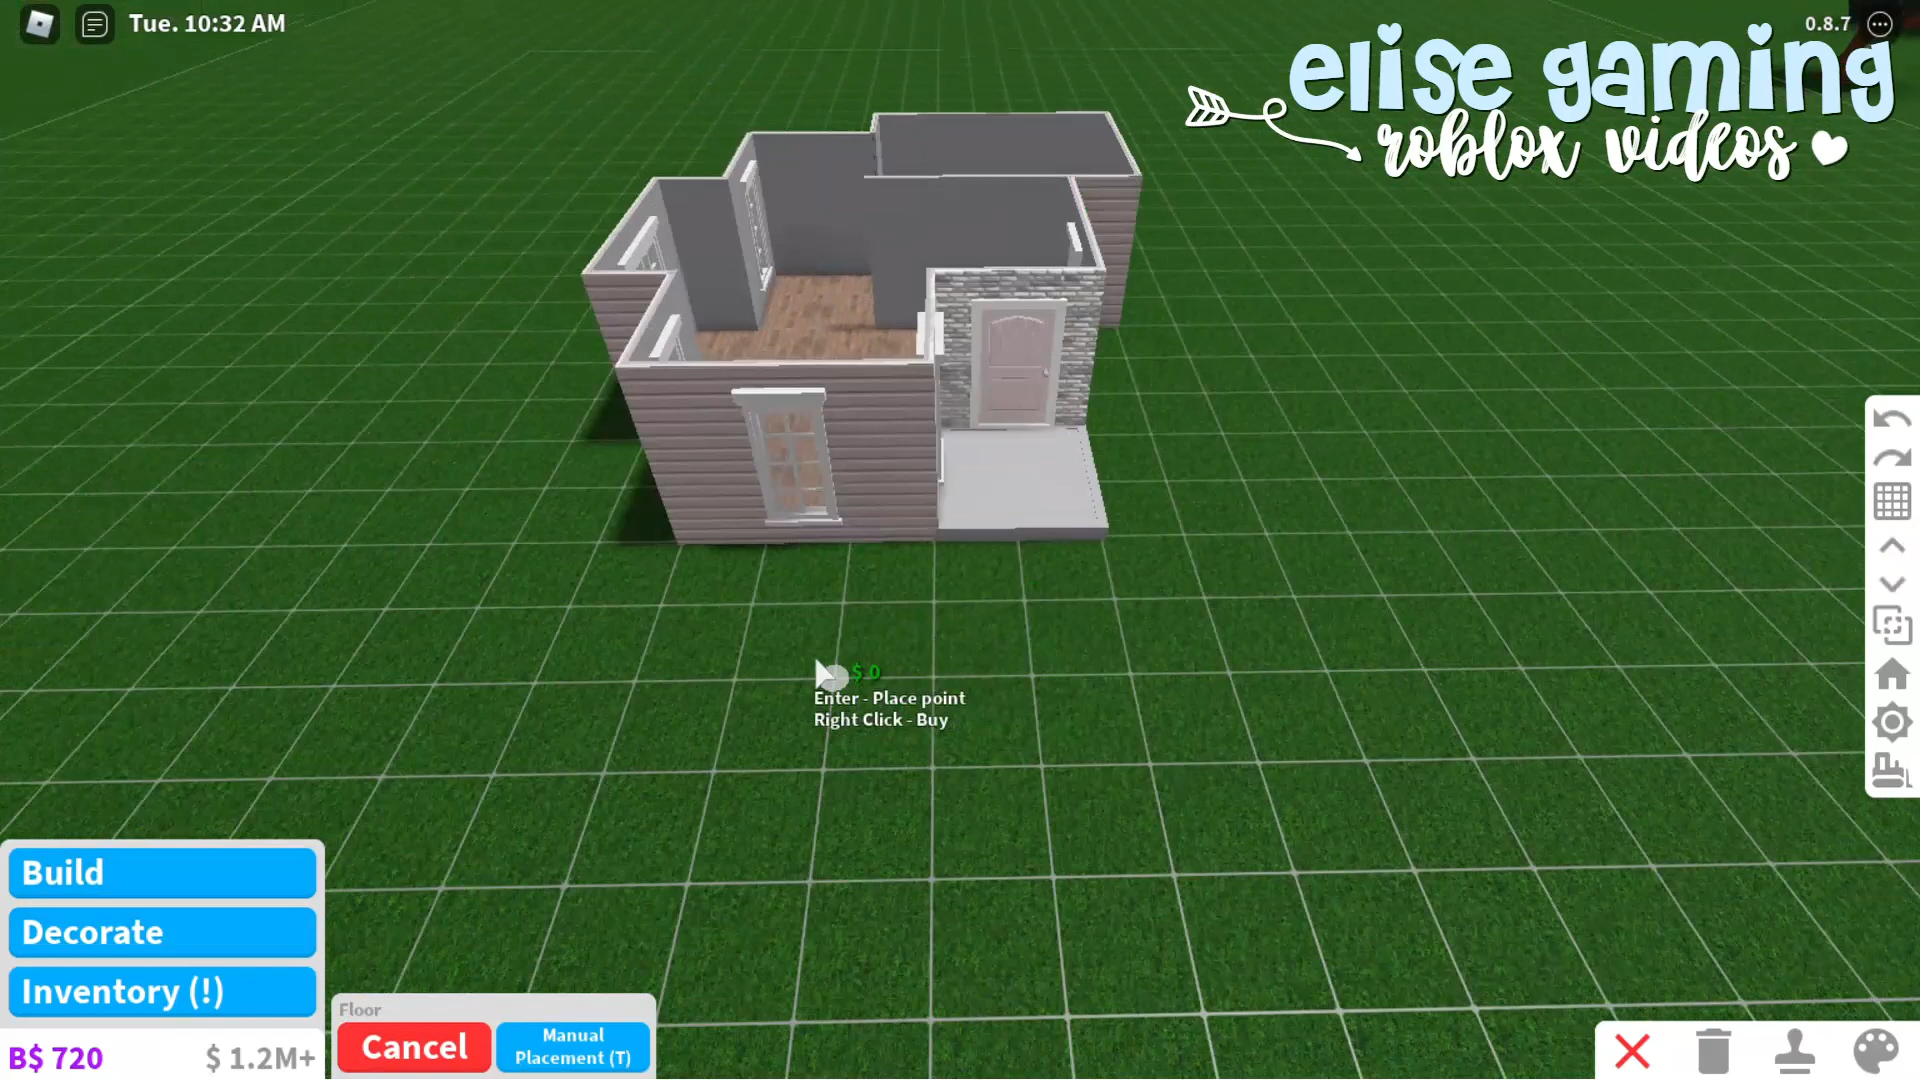 Tue. 10:32 AM
0.8.7
elise gaming
roblox videos
$ 0
Enter - Place point
Right Click - Buy
Build
Decorate
Inventory (!)
B$ 720
$ 1.2M+
Floor
Cancel
Manual
Placement (T)